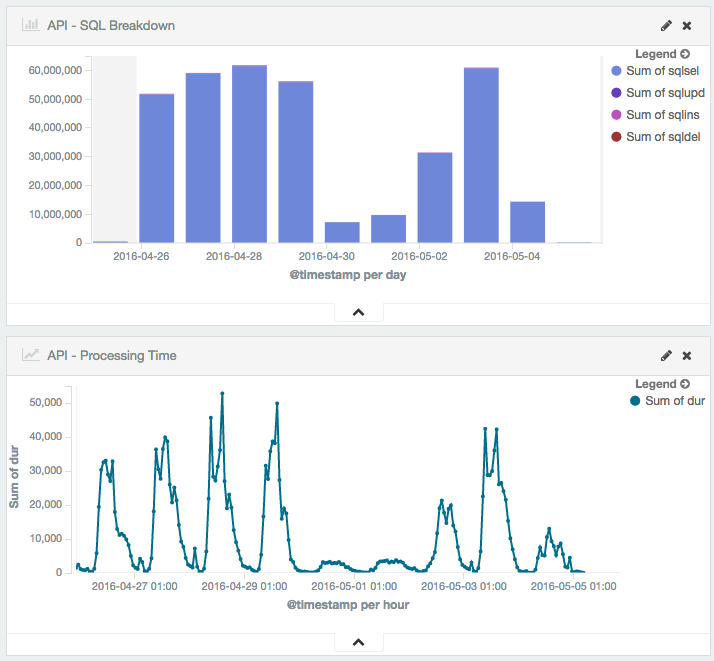 API - SQL Breakdown
Legend
Sum of sqlsel
Sum of sqlupd
Sum of sqlins
Sum of sqldel
60,000,000
50,000,000
40,000,000
30,000,000
20,000,000
10,000,000
0
2016-04-26 2016-04-28 2016-04-30 2016-05-02 2016-05-04
@timestamp per day
API - Processing Time
Legend
Sum of dur
Sum of dur
50,000
40,000
30,000
20,000
10,000
0
2016-04-27 01:00 2016-04-29 01:00 2016-05-01 01:00 2016-05-03 01:00 2016-05-05 01:00
@timestamp per hour